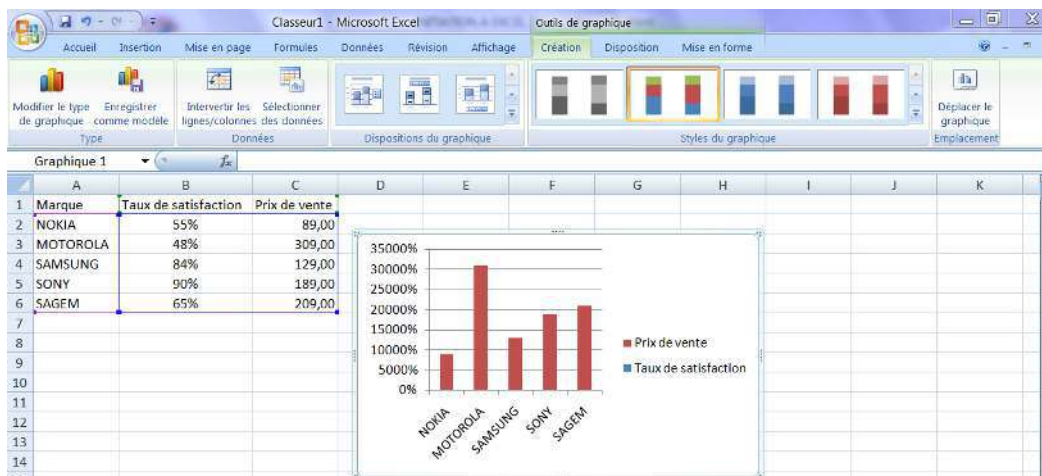 Classeur1 - Microsoft Excel
Outils de graphique
Accueil Insertion Mise en page Formules Données Révision Affichage Création Disposition Mise en forme
Modifier le type de graphique
Enregistrer comme modèle
Type
Intervertir les lignes/colonnes
Sélectionner des données
Données
Dispositions du graphique
Styles du graphique
Déplacer le graphique
Emplacement
Graphique 1 fx
A B C D E F G H I J K
1 Marque Taux de satisfaction Prix de vente
2 NOKIA 55% 89,00
3 MOTOROLA 48% 309,00
4 SAMSUNG 84% 129,00
5 SONY 90% 189,00
6 SAGEM 65% 209,00
7
8
9
10
11
12
13
14
35000%
30000%
25000%
20000%
15000%
10000%
5000%
0%
NOKIA MOTOROLA SAMSUNG SONY SAGEM
Prix de vente
Taux de satisfaction